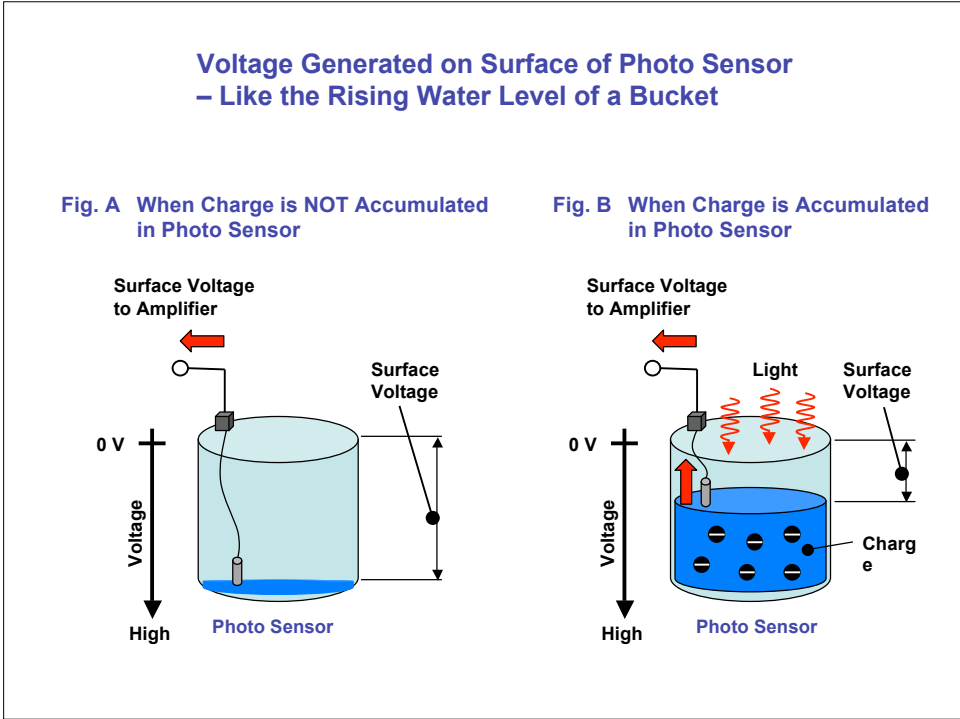 Voltage Generated on Surface of Photo Sensor
– Like the Rising Water Level of a Bucket
Fig. A When Charge is NOT Accumulated
in Photo Sensor
Surface Voltage
to Amplifier
Surface
Voltage
0 V
Voltage
High
Photo Sensor
Fig. B When Charge is Accumulated
in Photo Sensor
Surface Voltage
to Amplifier
Light
Surface
Voltage
0 V
Voltage
Charg
e
High
Photo Sensor